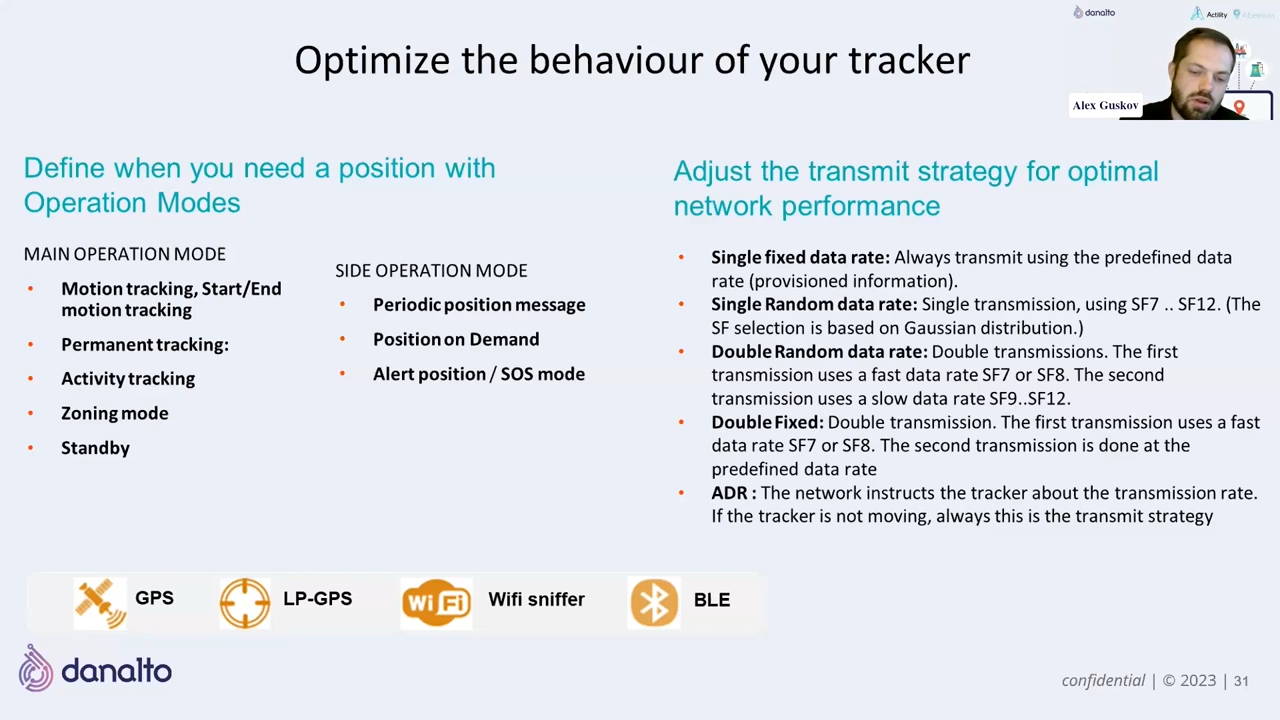 danalto
Actility
Abeeway
Optimize the behaviour of your tracker
Alex Guskov
Define when you need a position with
Operation Modes
MAIN OPERATION MODE
• Motion tracking, Start/End
motion tracking
• Permanent tracking:
• Activity tracking
• Zoning mode
• Standby
SIDE OPERATION MODE
• Periodic position message
• Position on Demand
• Alert position / SOS mode
Adjust the transmit strategy for optimal
network performance
• Single fixed data rate: Always transmit using the predefined data
rate (provisioned information).
• Single Random data rate: Single transmission, using SF7 .. SF12. (The
SF selection is based on Gaussian distribution.)
• Double Random data rate: Double transmissions. The first
transmission uses a fast data rate SF7 or SF8. The second
transmission uses a slow data rate SF9..SF12.
• Double Fixed: Double transmission. The first transmission uses a fast
data rate SF7 or SF8. The second transmission is done at the
predefined data rate
• ADR : The network instructs the tracker about the transmission rate.
If the tracker is not moving, always this is the transmit strategy
GPS
LP-GPS
WiFi
Wifi sniffer
BLE
danalto
confidential | © 2023 | 31